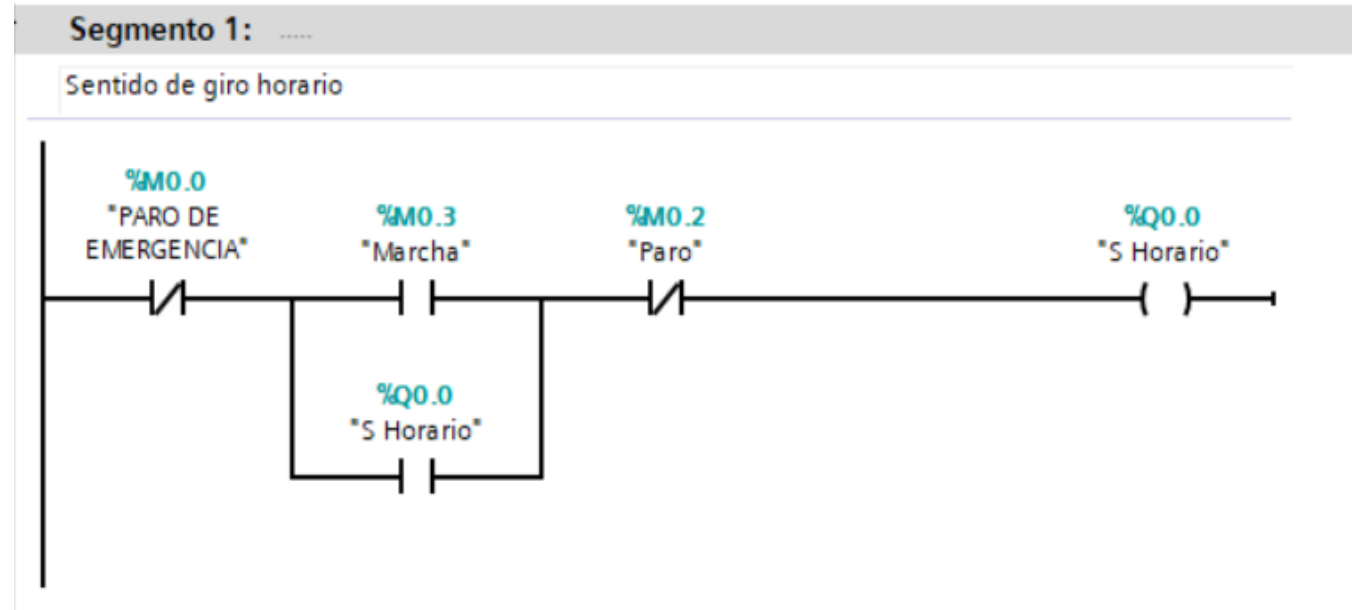 Segmento 1: .....
Sentido de giro horario
%M0.0
"PARO DE
EMERGENCIA"
%M0.3
"Marcha"
%M0.2
"Paro"
%Q0.0
"S Horario"
%Q0.0
"S Horario"